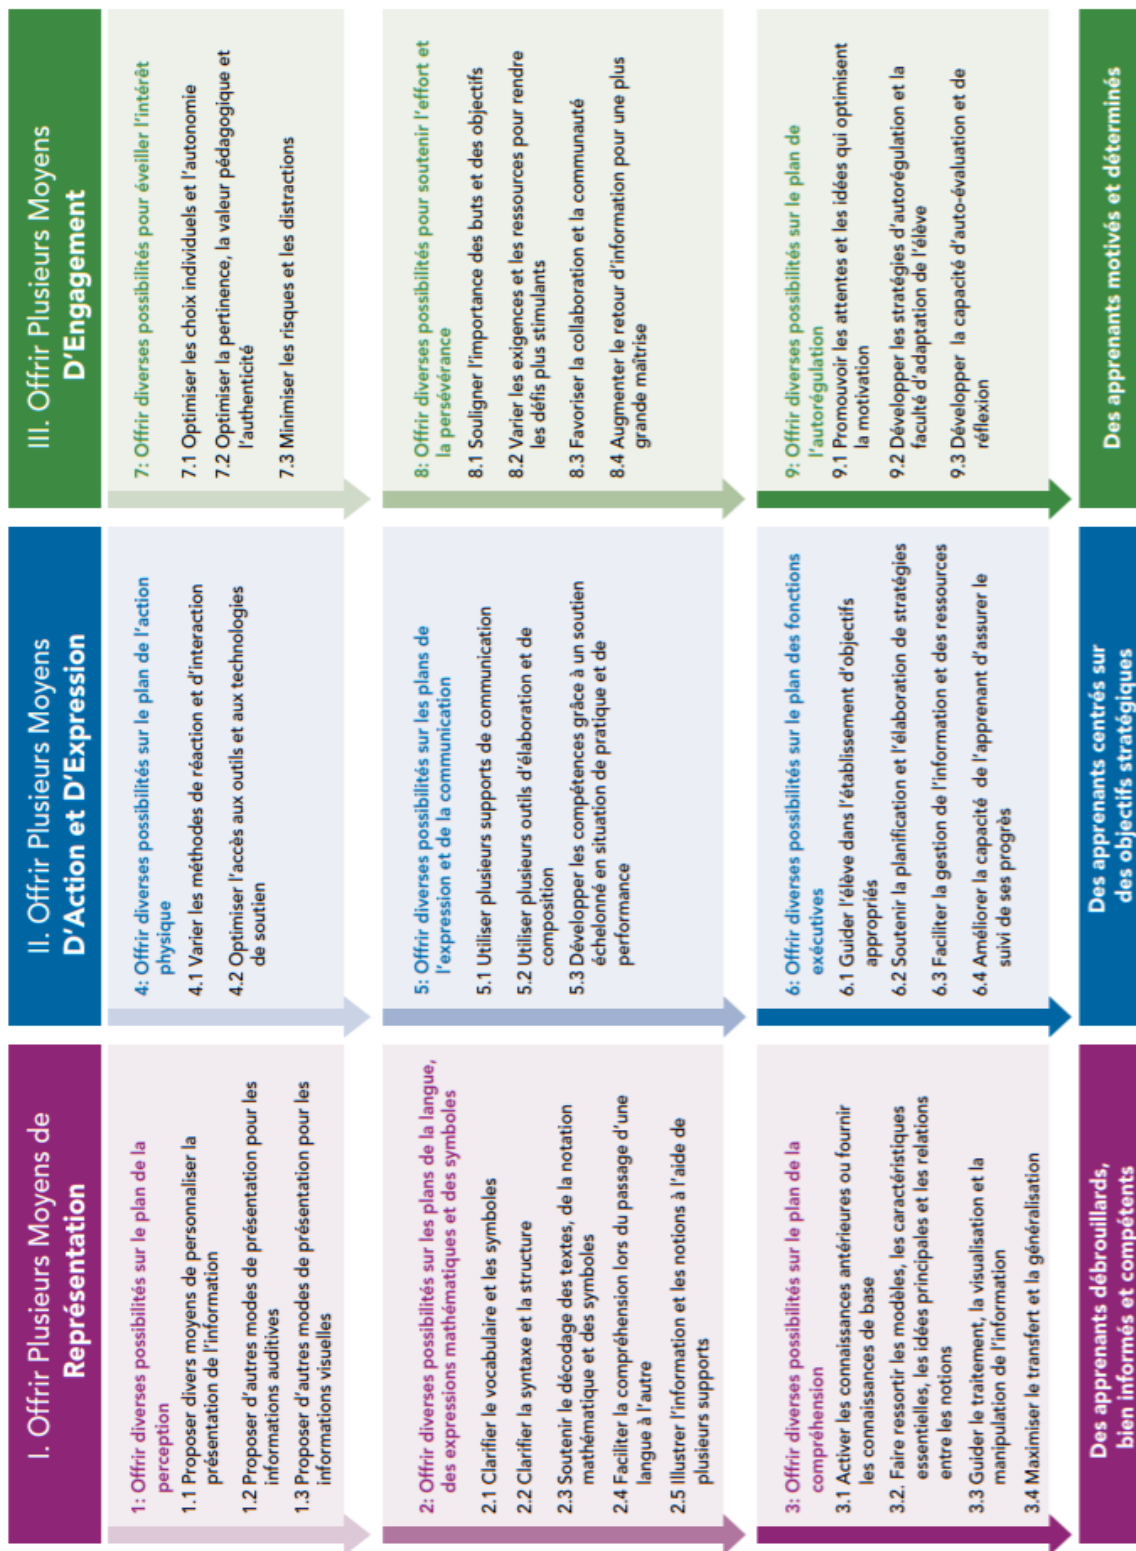 I. Offrir Plusieurs Moyens de
Représentation
1: Offrir diverses possibilités sur le plan de la
perception
1.1 Proposer divers moyens de personnaliser la
présentation de l'information
1.2 Proposer d'autres modes de présentation pour les
informations auditives
1.3 Proposer d'autres modes de présentation pour les
informations visuelles
2: Offrir diverses possibilités sur les plans de la langue,
des expressions mathématiques et des symboles
2.1 Clarifier le vocabulaire et les symboles
2.2 Clarifier la syntaxe et la structure
2.3 Soutenir le décodage des textes, de la notation
mathématique et des symboles
2.4 Faciliter la compréhension lors du passage d'une
langue à l'autre
2.5 Illustrer l'information et les notions à l'aide de
plusieurs supports
3: Offrir diverses possibilités sur le plan de la
compréhension
3.1 Activer les connaissances antérieures ou fournir
les connaissances de base
3.2. Faire ressortir les modèles, les caractéristiques
essentielles, les idées principales et les relations
entre les notions
3.3 Guider le traitement, la visualisation et la
manipulation de l'information
3.4 Maximiser le transfert et la généralisation
Des apprenants débrouillards,
bien informés et compétents
II. Offrir Plusieurs Moyens
D'Action et D'Expression
4: Offrir diverses possibilités sur le plan de l'action
physique
4.1 Varier les méthodes de réaction et d'interaction
4.2 Optimiser l'accès aux outils et aux technologies
de soutien
5: Offrir diverses possibilités sur les plans de
l'expression et de la communication
5.1 Utiliser plusieurs supports de communication
5.2 Utiliser plusieurs outils d'élaboration et de
composition
5.3 Développer les compétences grâce à un soutien
échelonné en situation de pratique et de
performance
6: Offrir diverses possibilités sur le plan des fonctions
exécutives
6.1 Guider l'élève dans l'établissement d'objectifs
appropriés
6.2 Soutenir la planification et l'élaboration de stratégies
6.3 Faciliter la gestion de l'information et des ressources
6.4 Améliorer la capacité de l'apprenant d'assurer le
suivi de ses progrès
Des apprenants centrés sur
des objectifs stratégiques
III. Offrir Plusieurs Moyens
D'Engagement
7: Offrir diverses possibilités pour éveiller l'intérêt
7.1 Optimiser les choix individuels et l'autonomie
7.2 Optimiser la pertinence, la valeur pédagogique et
l'authenticité
7.3 Minimiser les risques et les distractions
8: Offrir diverses possibilités pour soutenir l'effort et
la persévérance
8.1 Souligner l'importance des buts et des objectifs
8.2 Varier les exigences et les ressources pour rendre
les défis plus stimulants
8.3 Favoriser la collaboration et la communauté
8.4 Augmenter le retour d'information pour une plus
grande maîtrise
9: Offrir diverses possibilités sur le plan de
l'autorégulation
9.1 Promouvoir les attentes et les idées qui optimisent
la motivation
9.2 Développer les stratégies d'autorégulation et la
faculté d'adaptation de l'élève
9.3 Développer la capacité d'auto-évaluation et de
réflexion
Des apprenants motivés et déterminés